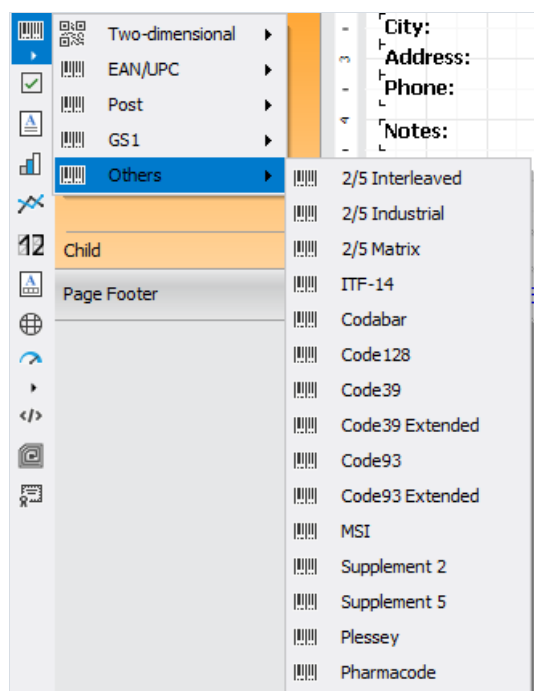 Two-dimensional
EAN/UPC
Post
GS1
Others
City:
Address:
Phone:
Notes:
3
4
2/5 Interleaved
2/5 Industrial
2/5 Matrix
ITF-14
Codabar
Code128
Code39
Code39 Extended
Code93
Code93 Extended
MSI
Supplement 2
Supplement 5
Plessey
Pharmacode
12
Child
Page Footer
A
A
</>